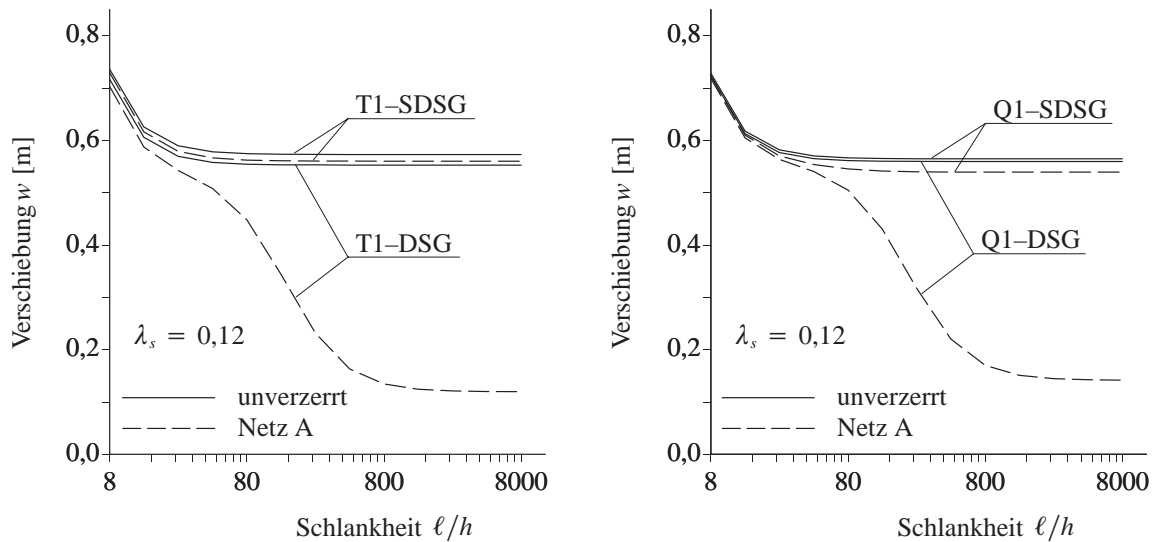 0,8
0,6
0,4
0,2
0,0
Verschiebung w [m]
T1–SDSG
T1–DSG
λs = 0,12
unverzerrt
Netz A
8
80
800
8000
Schlankheit ℓ/h
0,8
0,6
0,4
0,2
0,0
Verschiebung w [m]
Q1–SDSG
Q1–DSG
λs = 0,12
unverzerrt
Netz A
8
80
800
8000
Schlankheit ℓ/h